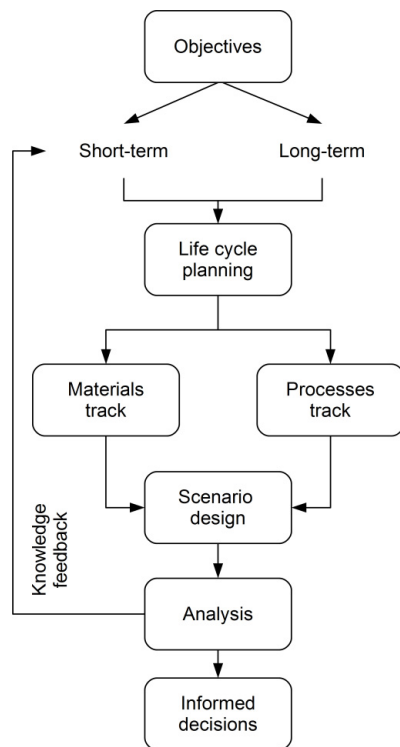 Objectives
Short-term
Long-term
Life cycle
planning
Materials
track
Processes
track
Scenario
design
Knowledge
feedback
Analysis
Informed
decisions